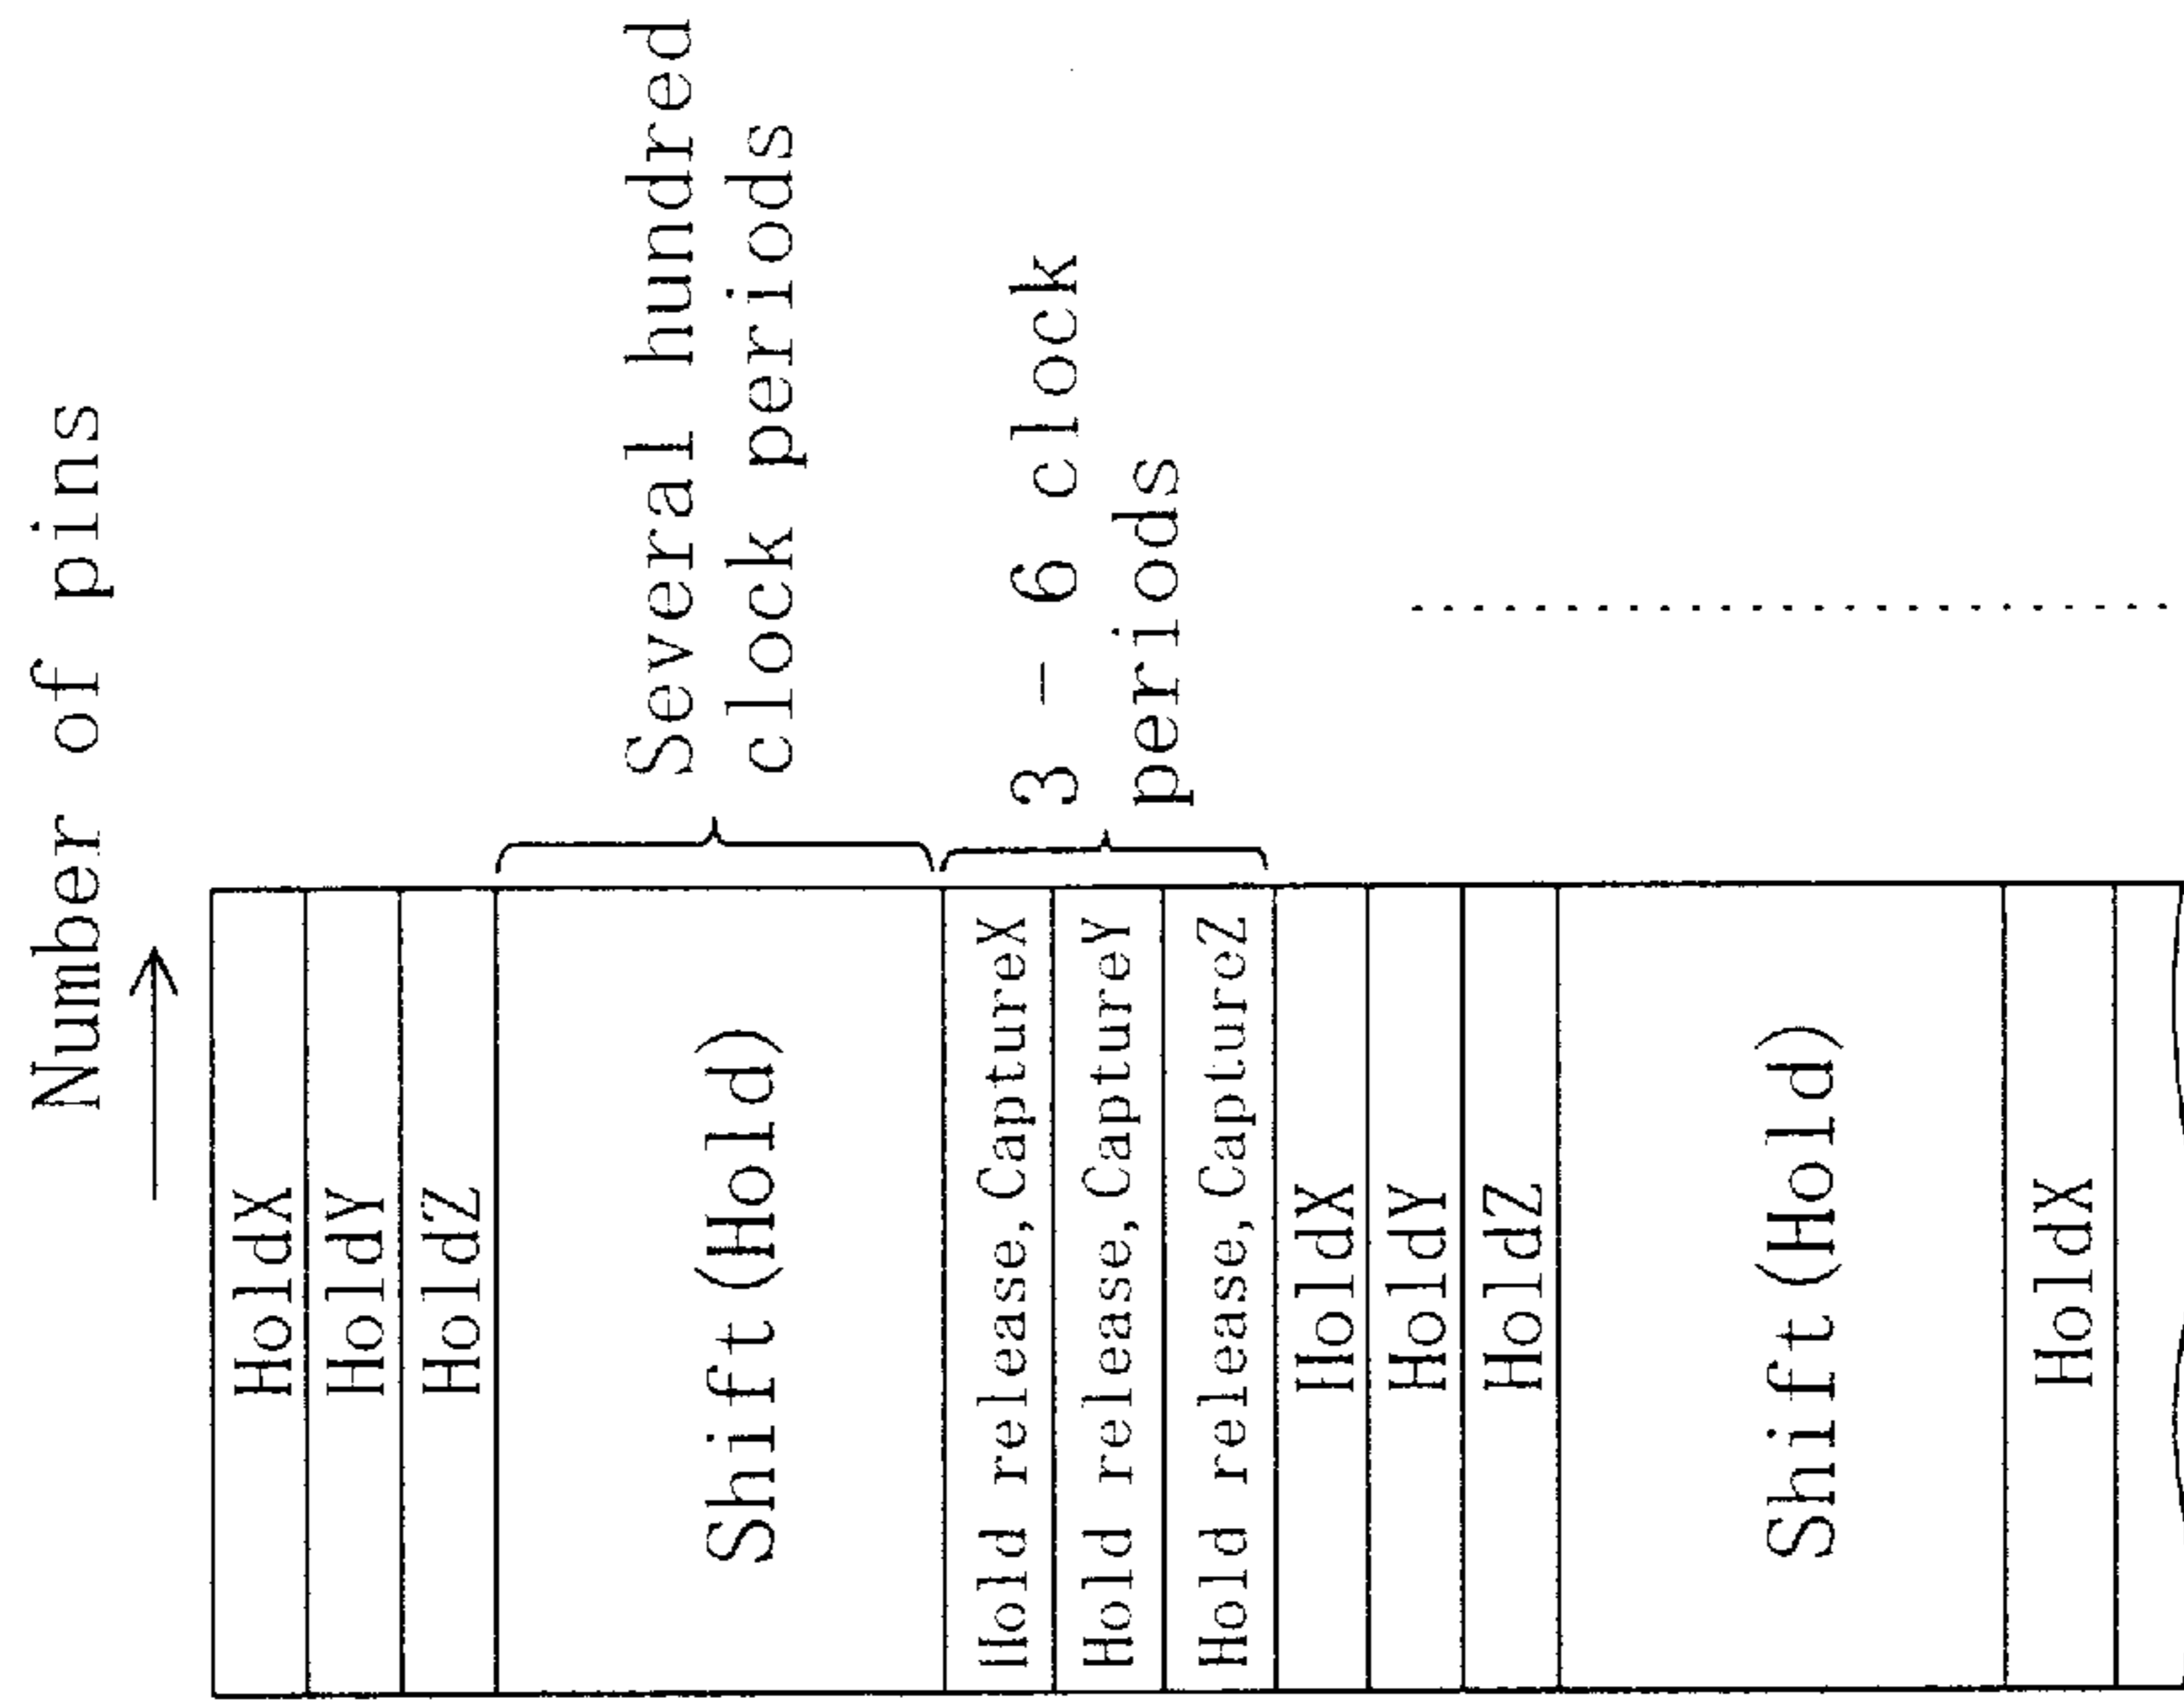 Number of pins
HoldX
HoldY
HoldZ
Shift(Hold)
Several hundred
clock periods
Hold release,CaptureX
Hold release,CaptureY
Hold release,CaptureZ
3 - 6 clock
periods
HoldX
HoldY
HoldZ
Shift(Hold)
HoldX